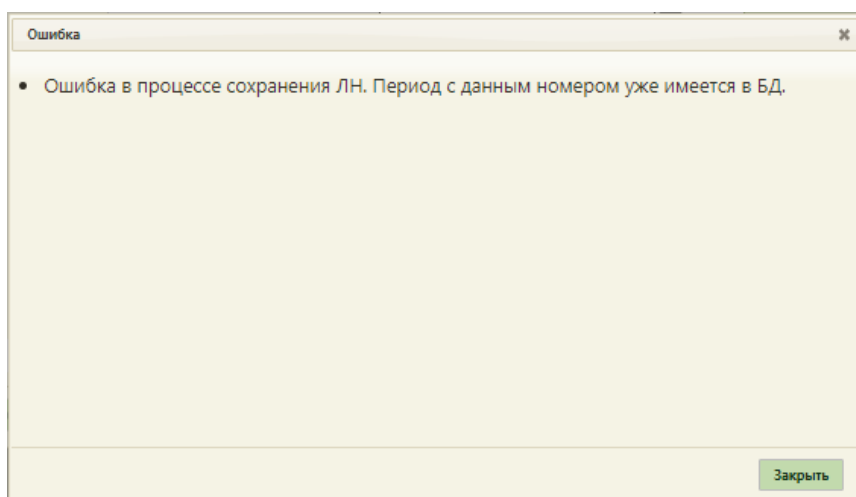 Ошибка
Ошибка в процессе сохранения ЛН. Период с данным номером уже имеется в БД.
Закрыть